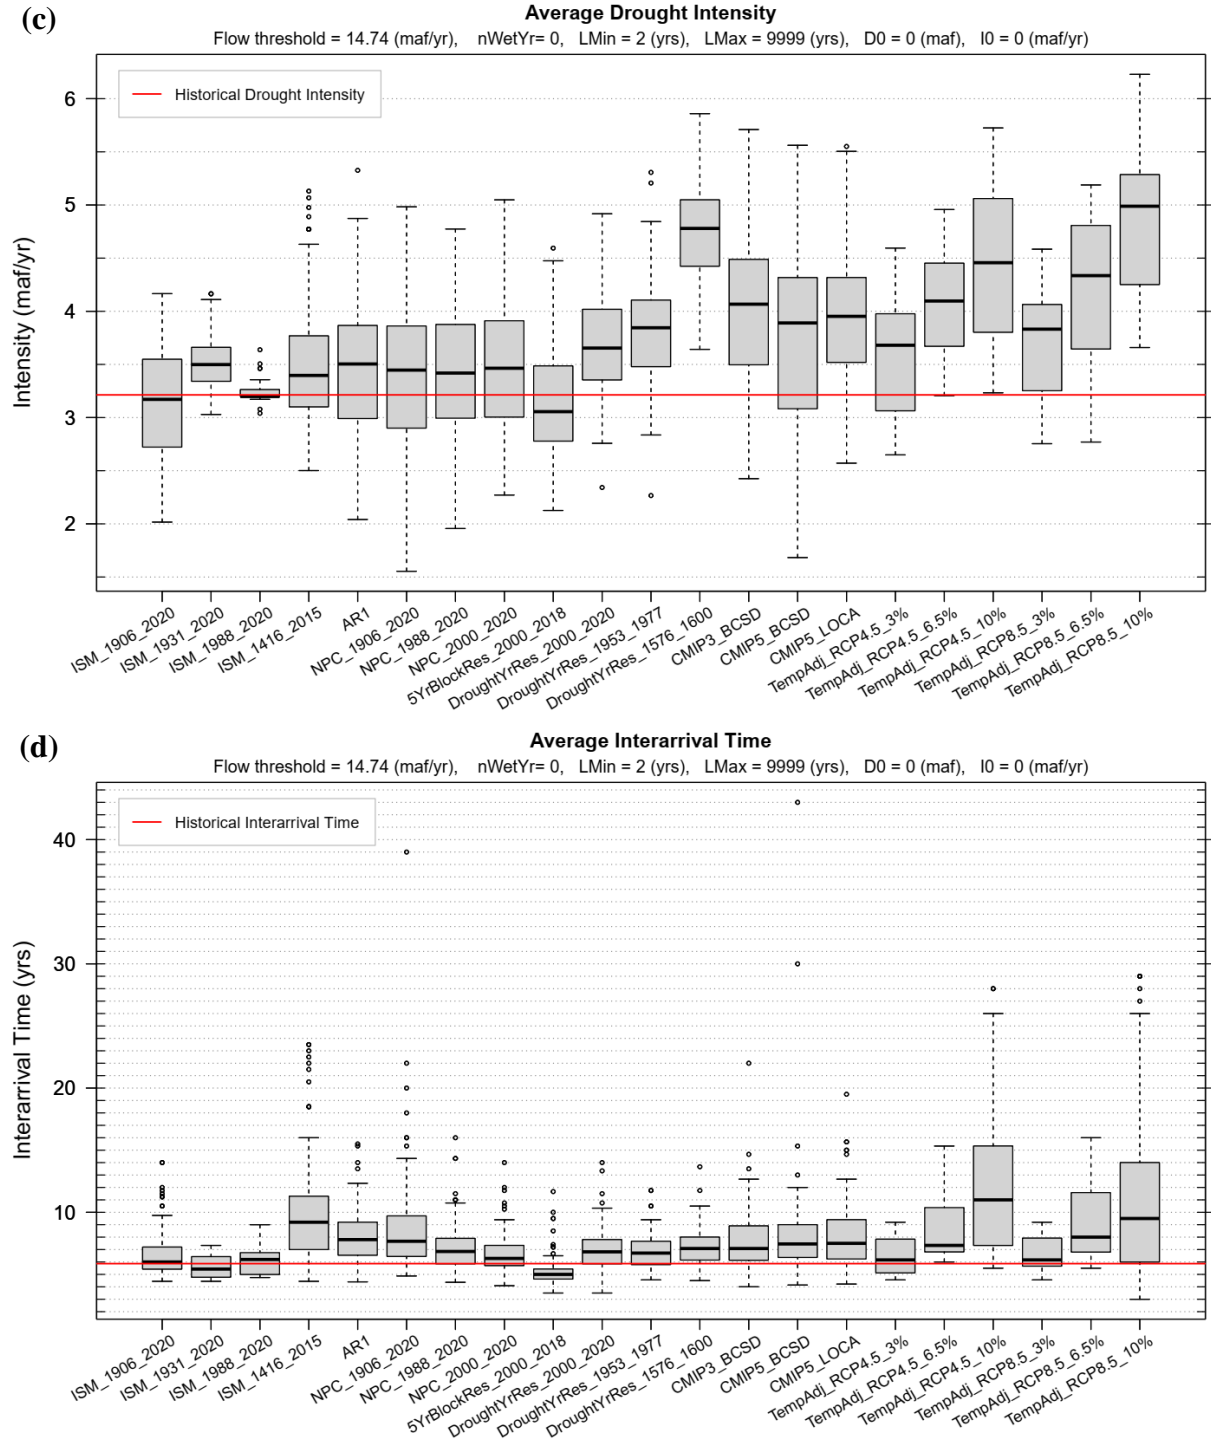 (c)
Average Drought Intensity
Flow threshold = 14.74 (maf/yr), nWetYr= 0, LMin = 2 (yrs), LMax = 9999 (yrs), D0 = 0 (maf), I0 = 0 (maf/yr)
Historical Drought Intensity
Intensity (maf/yr)
6
5
4
3
2
ISM_1906_2020
ISM_1931_2020
ISM_1988_2020
ISM_1416_2015
AR1
NPC_1906_2020
NPC_1988_2020
NPC_2000_2020
5YrBlockRes_2000_2018
DroughtYrRes_2000_2020
DroughtYrRes_1953_1977
DroughtYrRes_1576_1600
CMIP3_BCSD
CMIP5_BCSD
CMIP5_LOCA
TempAdj_RCP4.5_3%
TempAdj_RCP4.5_6.5%
TempAdj_RCP4.5_10%
TempAdj_RCP8.5_3%
TempAdj_RCP8.5_6.5%
TempAdj_RCP8.5_10%
(d)
Average Interarrival Time
Flow threshold = 14.74 (maf/yr), nWetYr= 0, LMin = 2 (yrs), LMax = 9999 (yrs), D0 = 0 (maf), I0 = 0 (maf/yr)
Historical Interarrival Time
Interarrival Time (yrs)
40
30
20
10
ISM_1906_2020
ISM_1931_2020
ISM_1988_2020
ISM_1416_2015
AR1
NPC_1906_2020
NPC_1988_2020
NPC_2000_2020
5YrBlockRes_2000_2018
DroughtYrRes_2000_2020
DroughtYrRes_1953_1977
DroughtYrRes_1576_1600
CMIP3_BCSD
CMIP5_BCSD
CMIP5_LOCA
TempAdj_RCP4.5_3%
TempAdj_RCP4.5_6.5%
TempAdj_RCP4.5_10%
TempAdj_RCP8.5_3%
TempAdj_RCP8.5_6.5%
TempAdj_RCP8.5_10%